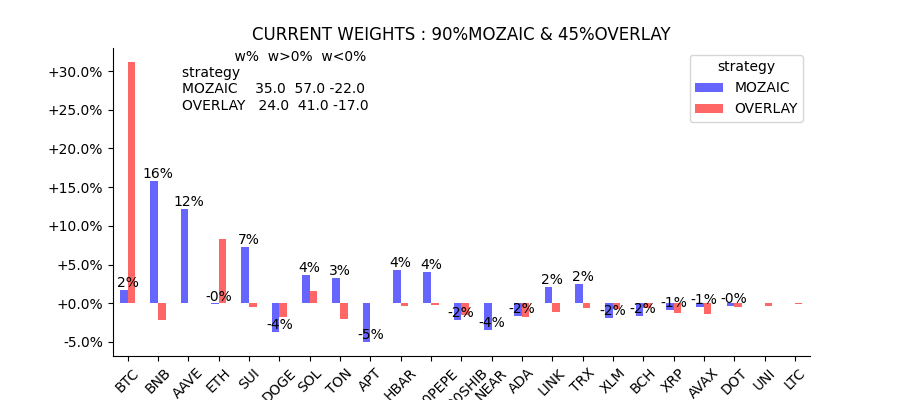 CURRENT WEIGHTS : 90%MOZAIC & 45%OVERLAY
w% w>0% w<0%
strategy
MOZAIC 35.0 57.0 -22.0
OVERLAY 24.0 41.0 -17.0
strategy
MOZAIC
OVERLAY
+30.0%
+25.0%
+20.0%
+15.0%
+10.0%
+5.0%
+0.0%
-5.0%
2% 16% 12% -0% 7% -4% 4% 3% -5% 4% 4% -2% -4% -2% 2% 2% -2% -2% -1% -1% -0%
BTC BNB AAVE ETH SUI DOGE SOL TON APT HBAR 0PEPE 00SHIB NEAR ADA LINK TRX XLM BCH XRP AVAX DOT UNI LTC